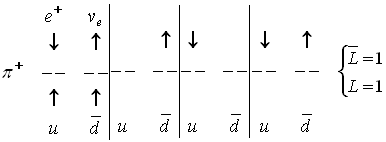 e⁺ νₑ
↓ ↑ ↑ ↓ ↓ ↑
π⁺ -- -- -- -- -- -- -- -- { L̅=1
↑ ↑ L=1
u d̅ u d̅ u d̅ u d̅